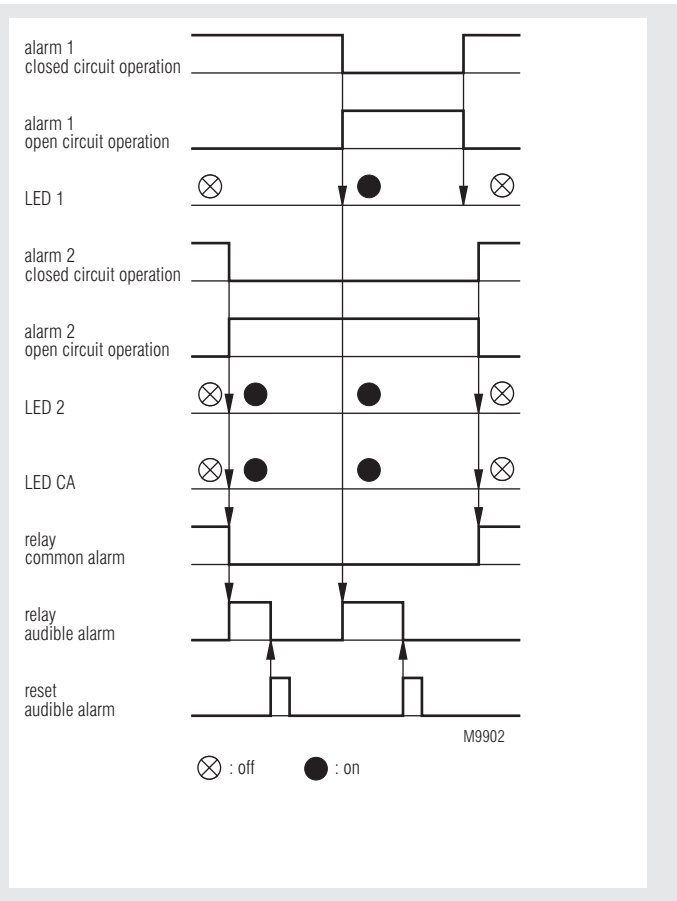 alarm 1
closed circuit operation
alarm 1
open circuit operation
LED 1
alarm 2
closed circuit operation
alarm 2
open circuit operation
LED 2
LED CA
relay
common alarm
relay
audible alarm
reset
audible alarm
M9902
: off : on